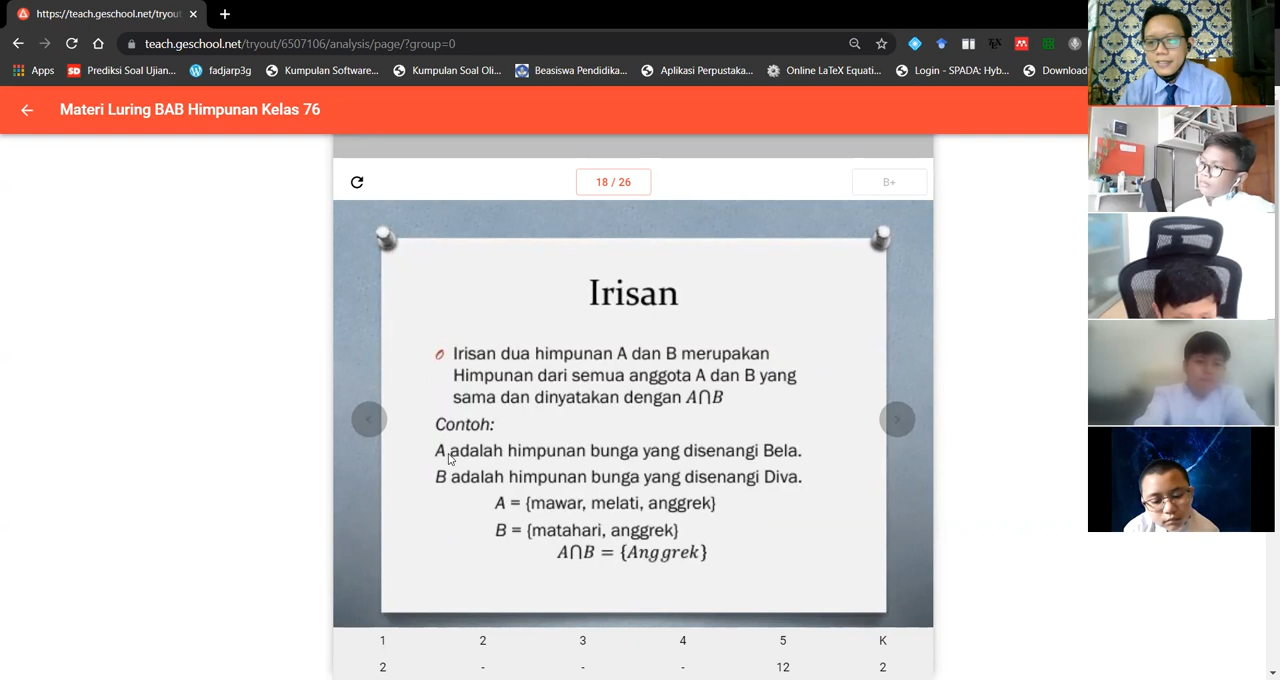 https://teach.geschool.net/tryout
teach.geschool.net/tryout/6507106/analysis/page/?group=0
Apps
SD Prediksi Soal Ujian...
fadjarp3g
Kumpulan Software...
Kumpulan Soal Oli...
Beasiswa Pendidika...
Aplikasi Perpustaka...
Online LaTeX Equati...
Login - SPADA: Hyb...
Download
Materi Luring BAB Himpunan Kelas 76
18 / 26
B+
Irisan
Irisan dua himpunan A dan B merupakan
Himpunan dari semua anggota A dan B yang
sama dan dinyatakan dengan A∩B
Contoh:
A adalah himpunan bunga yang disenangi Bela.
B adalah himpunan bunga yang disenangi Diva.
A = {mawar, melati, anggrek}
B = {matahari, anggrek}
A∩B = {Anggrek}
1 2 3 4 5 K
2 - - - 12 2